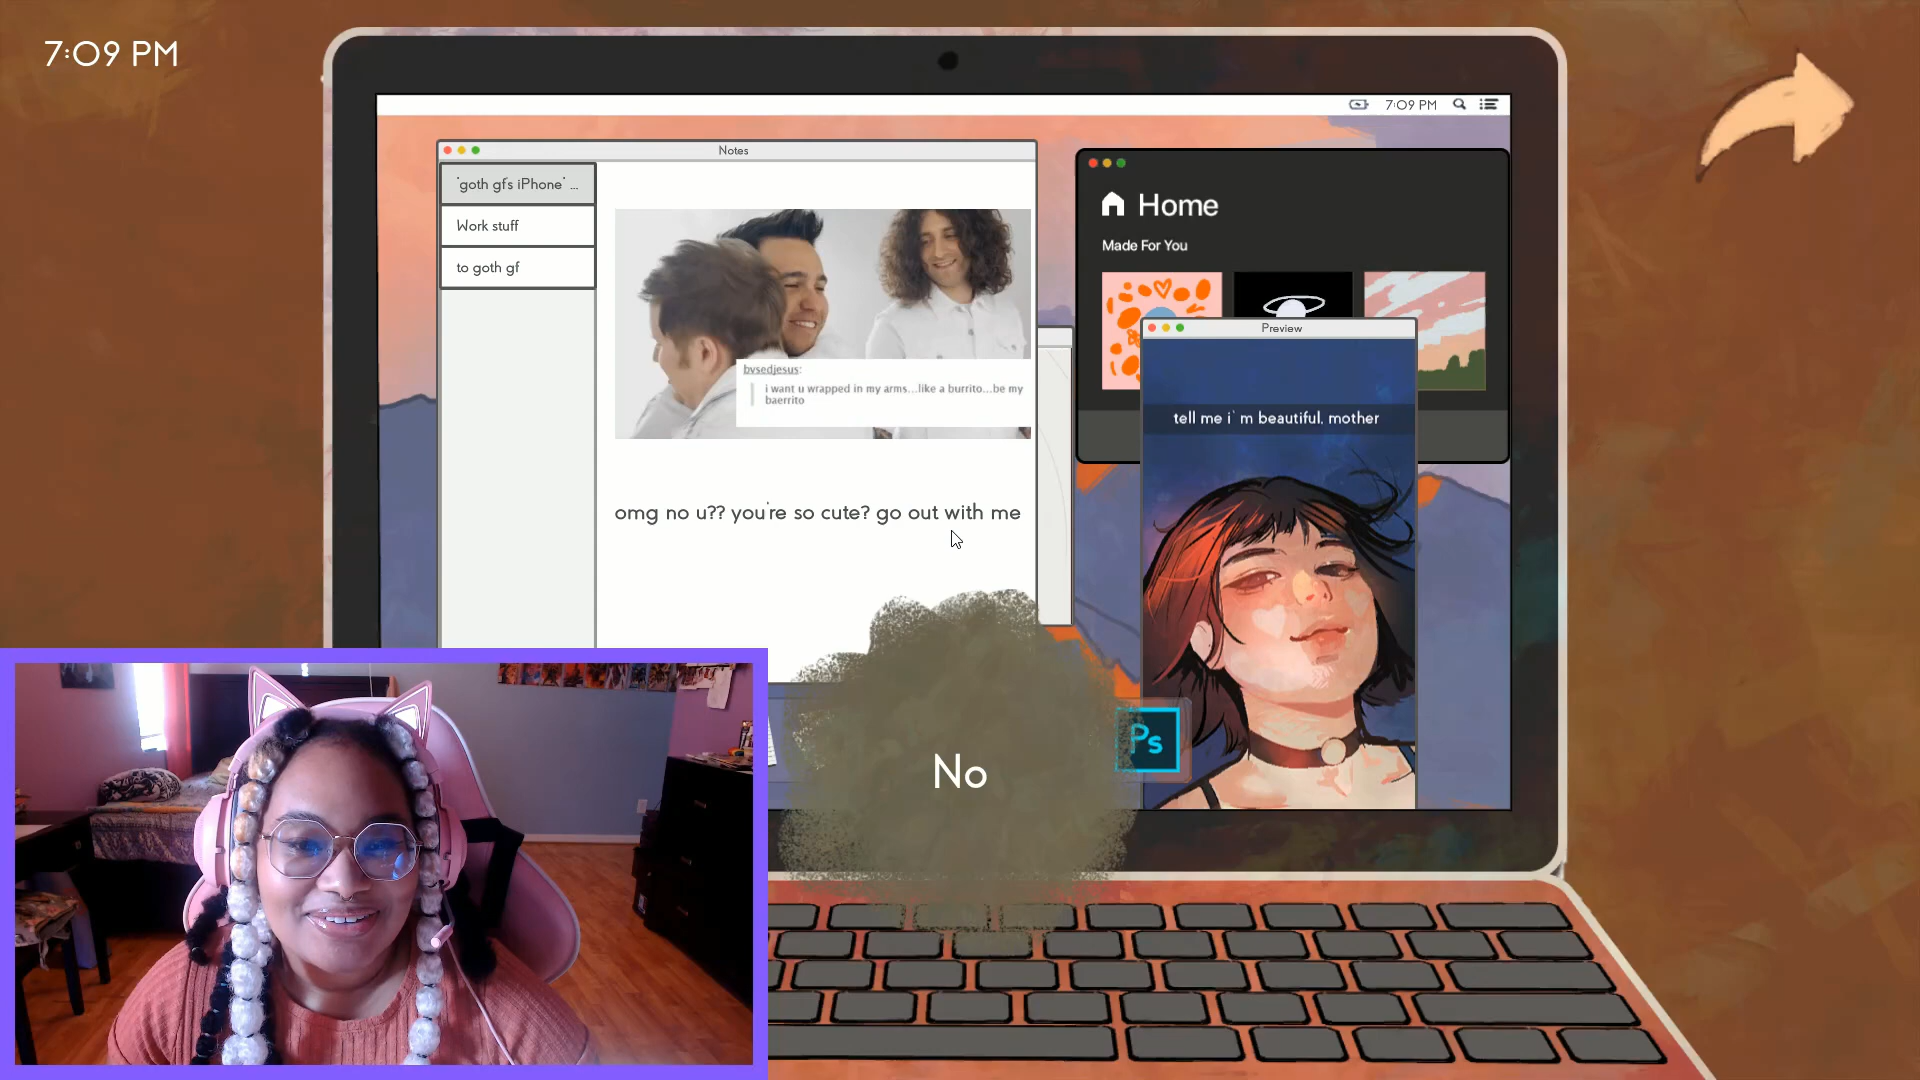 7:09 PM
7:09 PM
Notes
'goth gf's iPhone' ...
Work stuff
to goth gf
bvsedjesus:
i want u wrapped in my arms...like a burrito...be my
baerrito
omg no u?? you're so cute? go out with me
Home
Made For You
Preview
tell me i'm beautiful, mother
No
Ps